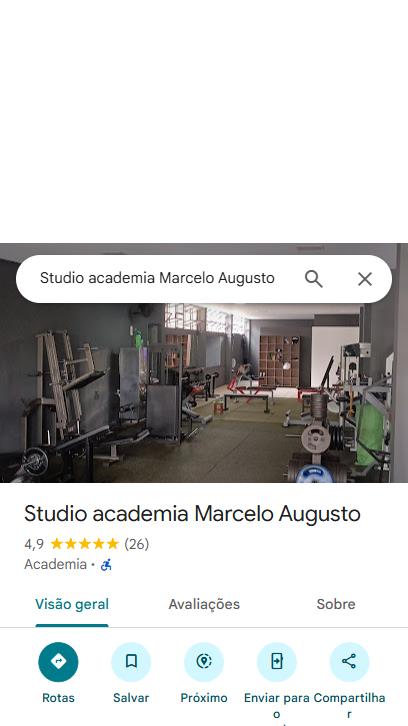 Studio academia Marcelo Augusto
Studio academia Marcelo Augusto
4,9 (26)
Academia ·
Visão geral Avaliações Sobre
Rotas Salvar Próximo Enviar para o Compartilhar